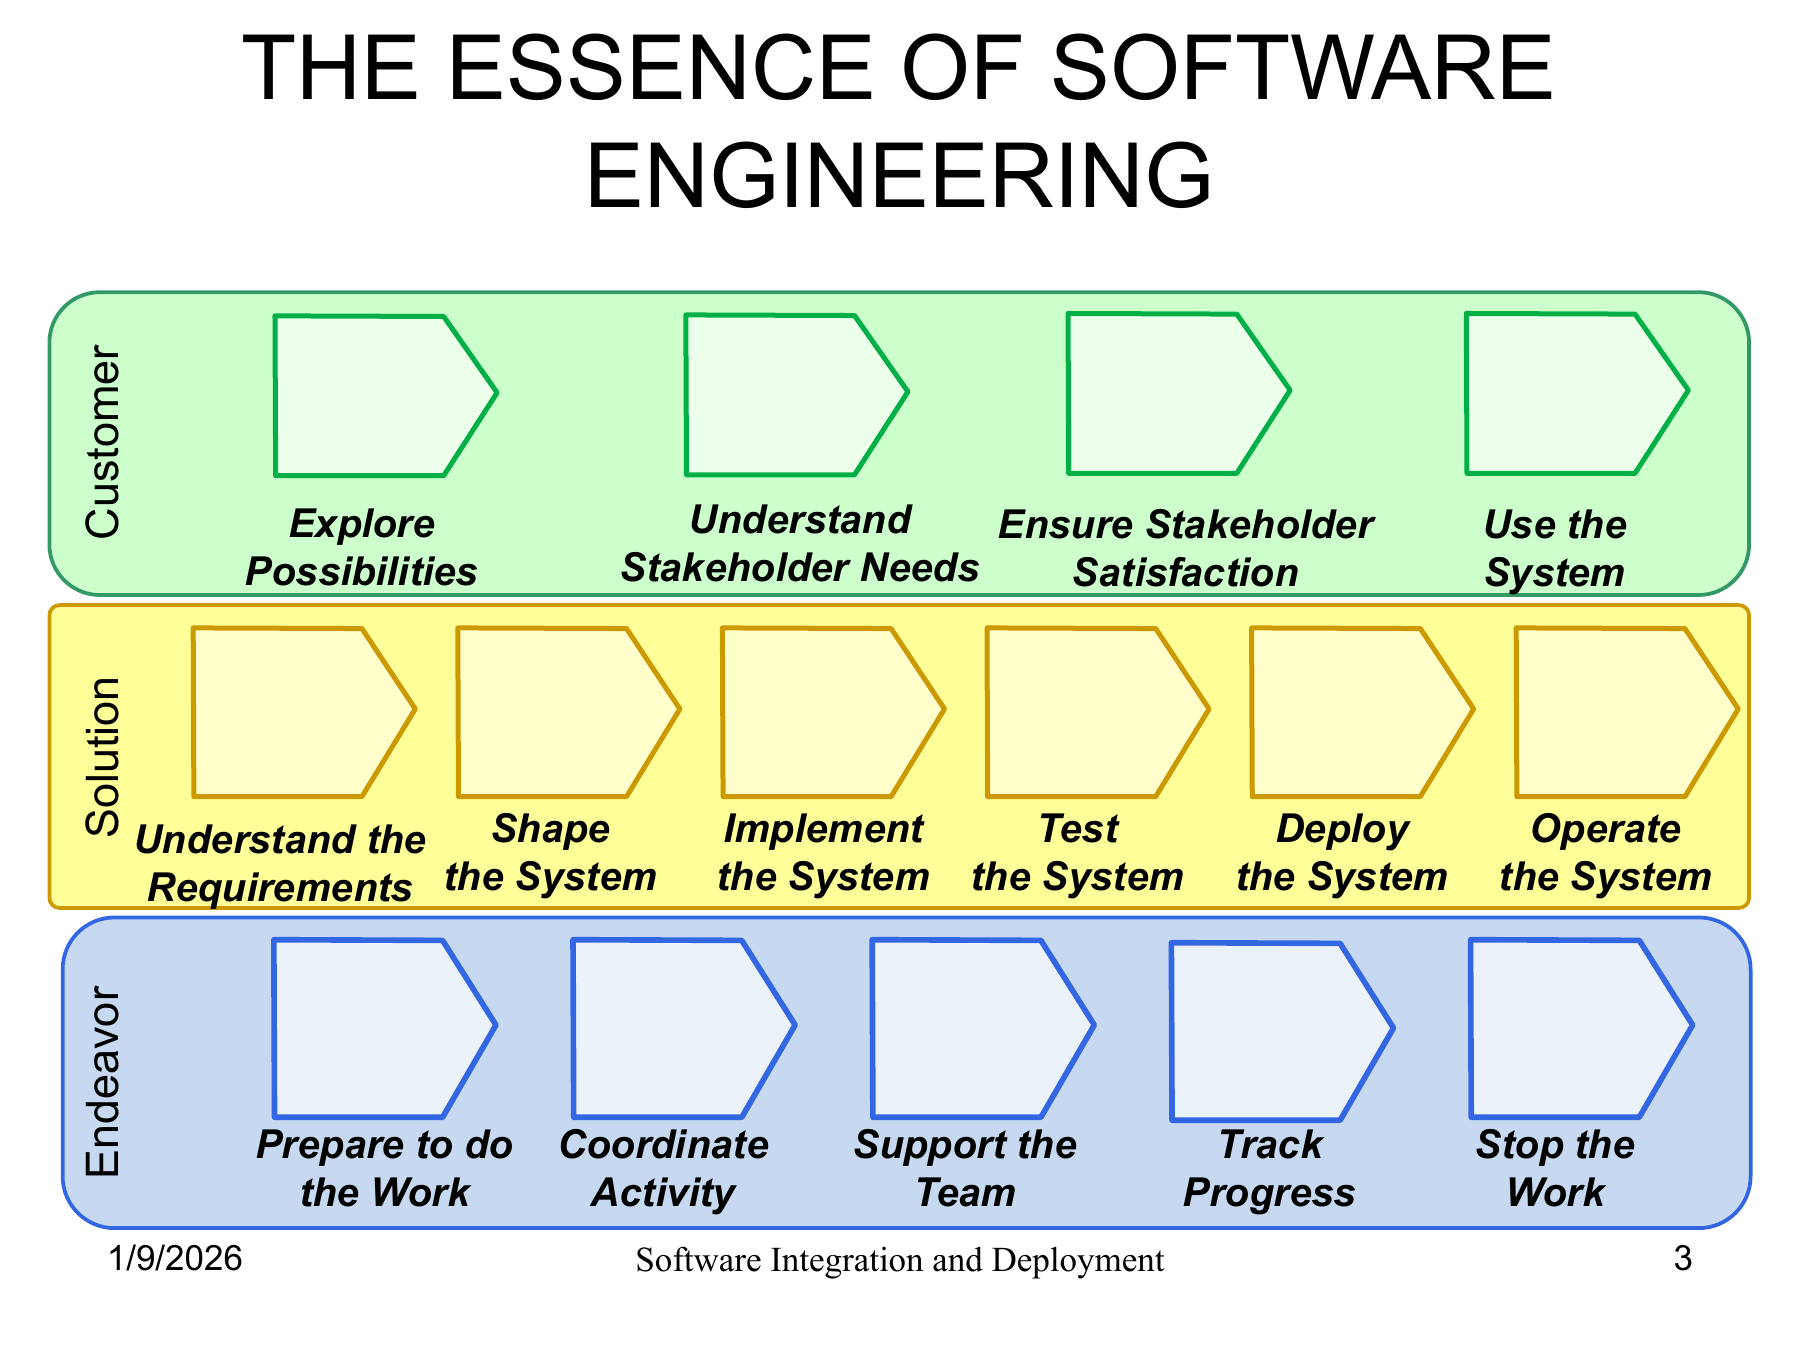 THE ESSENCE OF SOFTWARE
ENGINEERING
Customer
Explore
Possibilities
Understand
Stakeholder Needs
Ensure Stakeholder
Satisfaction
Use the
System
Solution
Understand the
Requirements
Shape
the System
Implement
the System
Test
the System
Deploy
the System
Operate
the System
Endeavor
Prepare to do
the Work
Coordinate
Activity
Support the
Team
Track
Progress
Stop the
Work
1/9/2026
Software Integration and Deployment
3